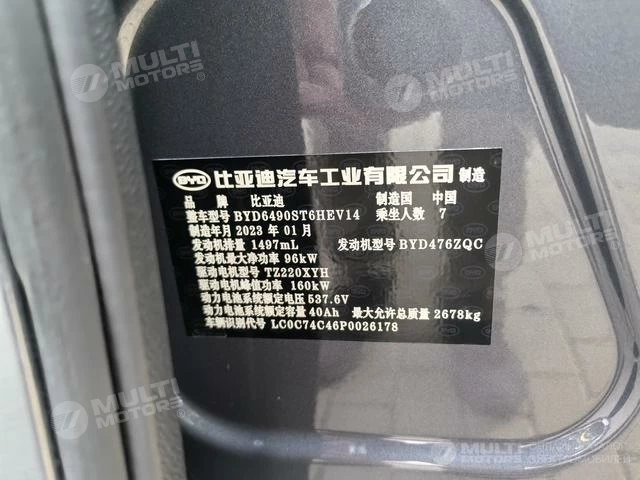 MULTI MOTORS®
MULTI MOTORS®
BYD 比亚迪汽车工业有限公司 制造
品 牌 比亚迪 制造国 中国
整车型号 BYD6490ST6HEV14 乘坐人数 7
制造年月 2023 年 01 月
发动机排量 1497mL 发动机型号 BYD476ZQC
发动机最大净功率 96kW
驱动电机型号 TZ220XYH
驱动电机峰值功率 160kW
动力电池系统额定电压 537.6V
动力电池系统额定容量 40Ah 最大允许总质量 2678kg
车辆识别代号 LC0C74C46P0026178
MULTI MOTORS®
MULTI MOTORS